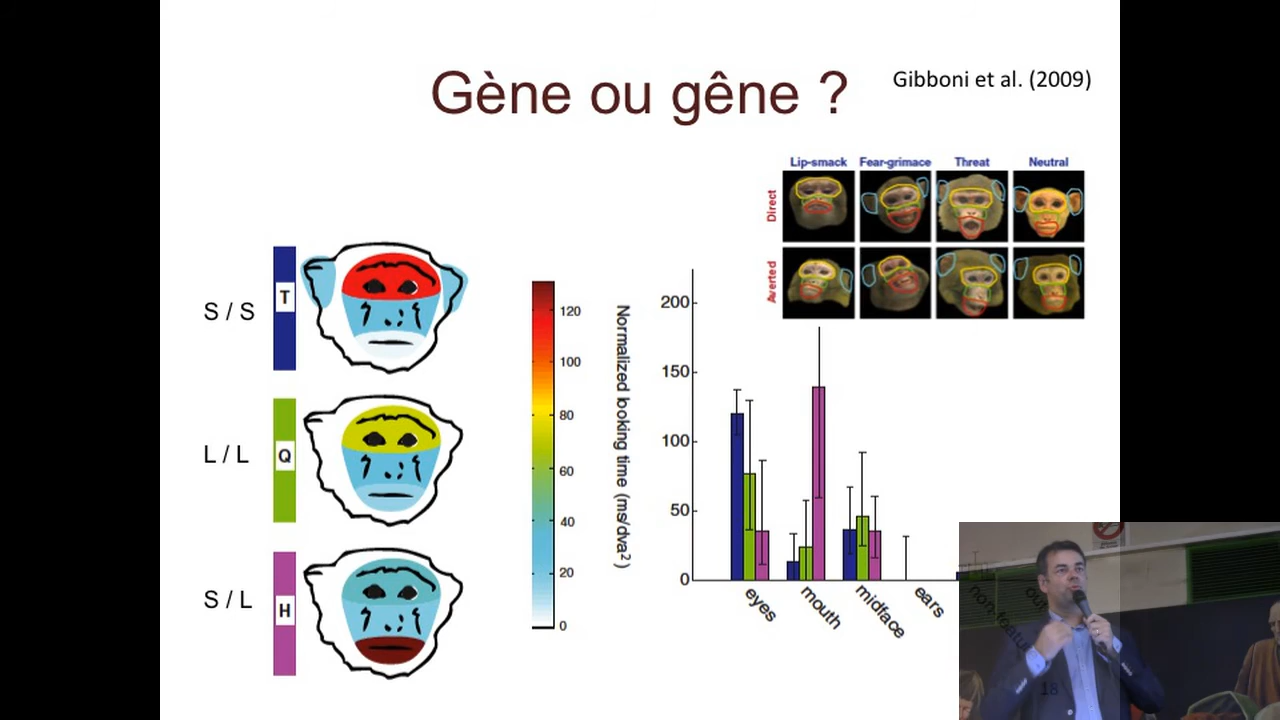 Gène ou gêne ?
Gibboni et al. (2009)
Lip-smack
Fear-grimace
Threat
Neutral
Direct
Averted
S / S
T
L / L
Q
S / L
H
120
100
80
60
40
20
0
Normalized looking time (ms/dva²)
200
150
100
50
0
eyes
mouth
midface
ears
18